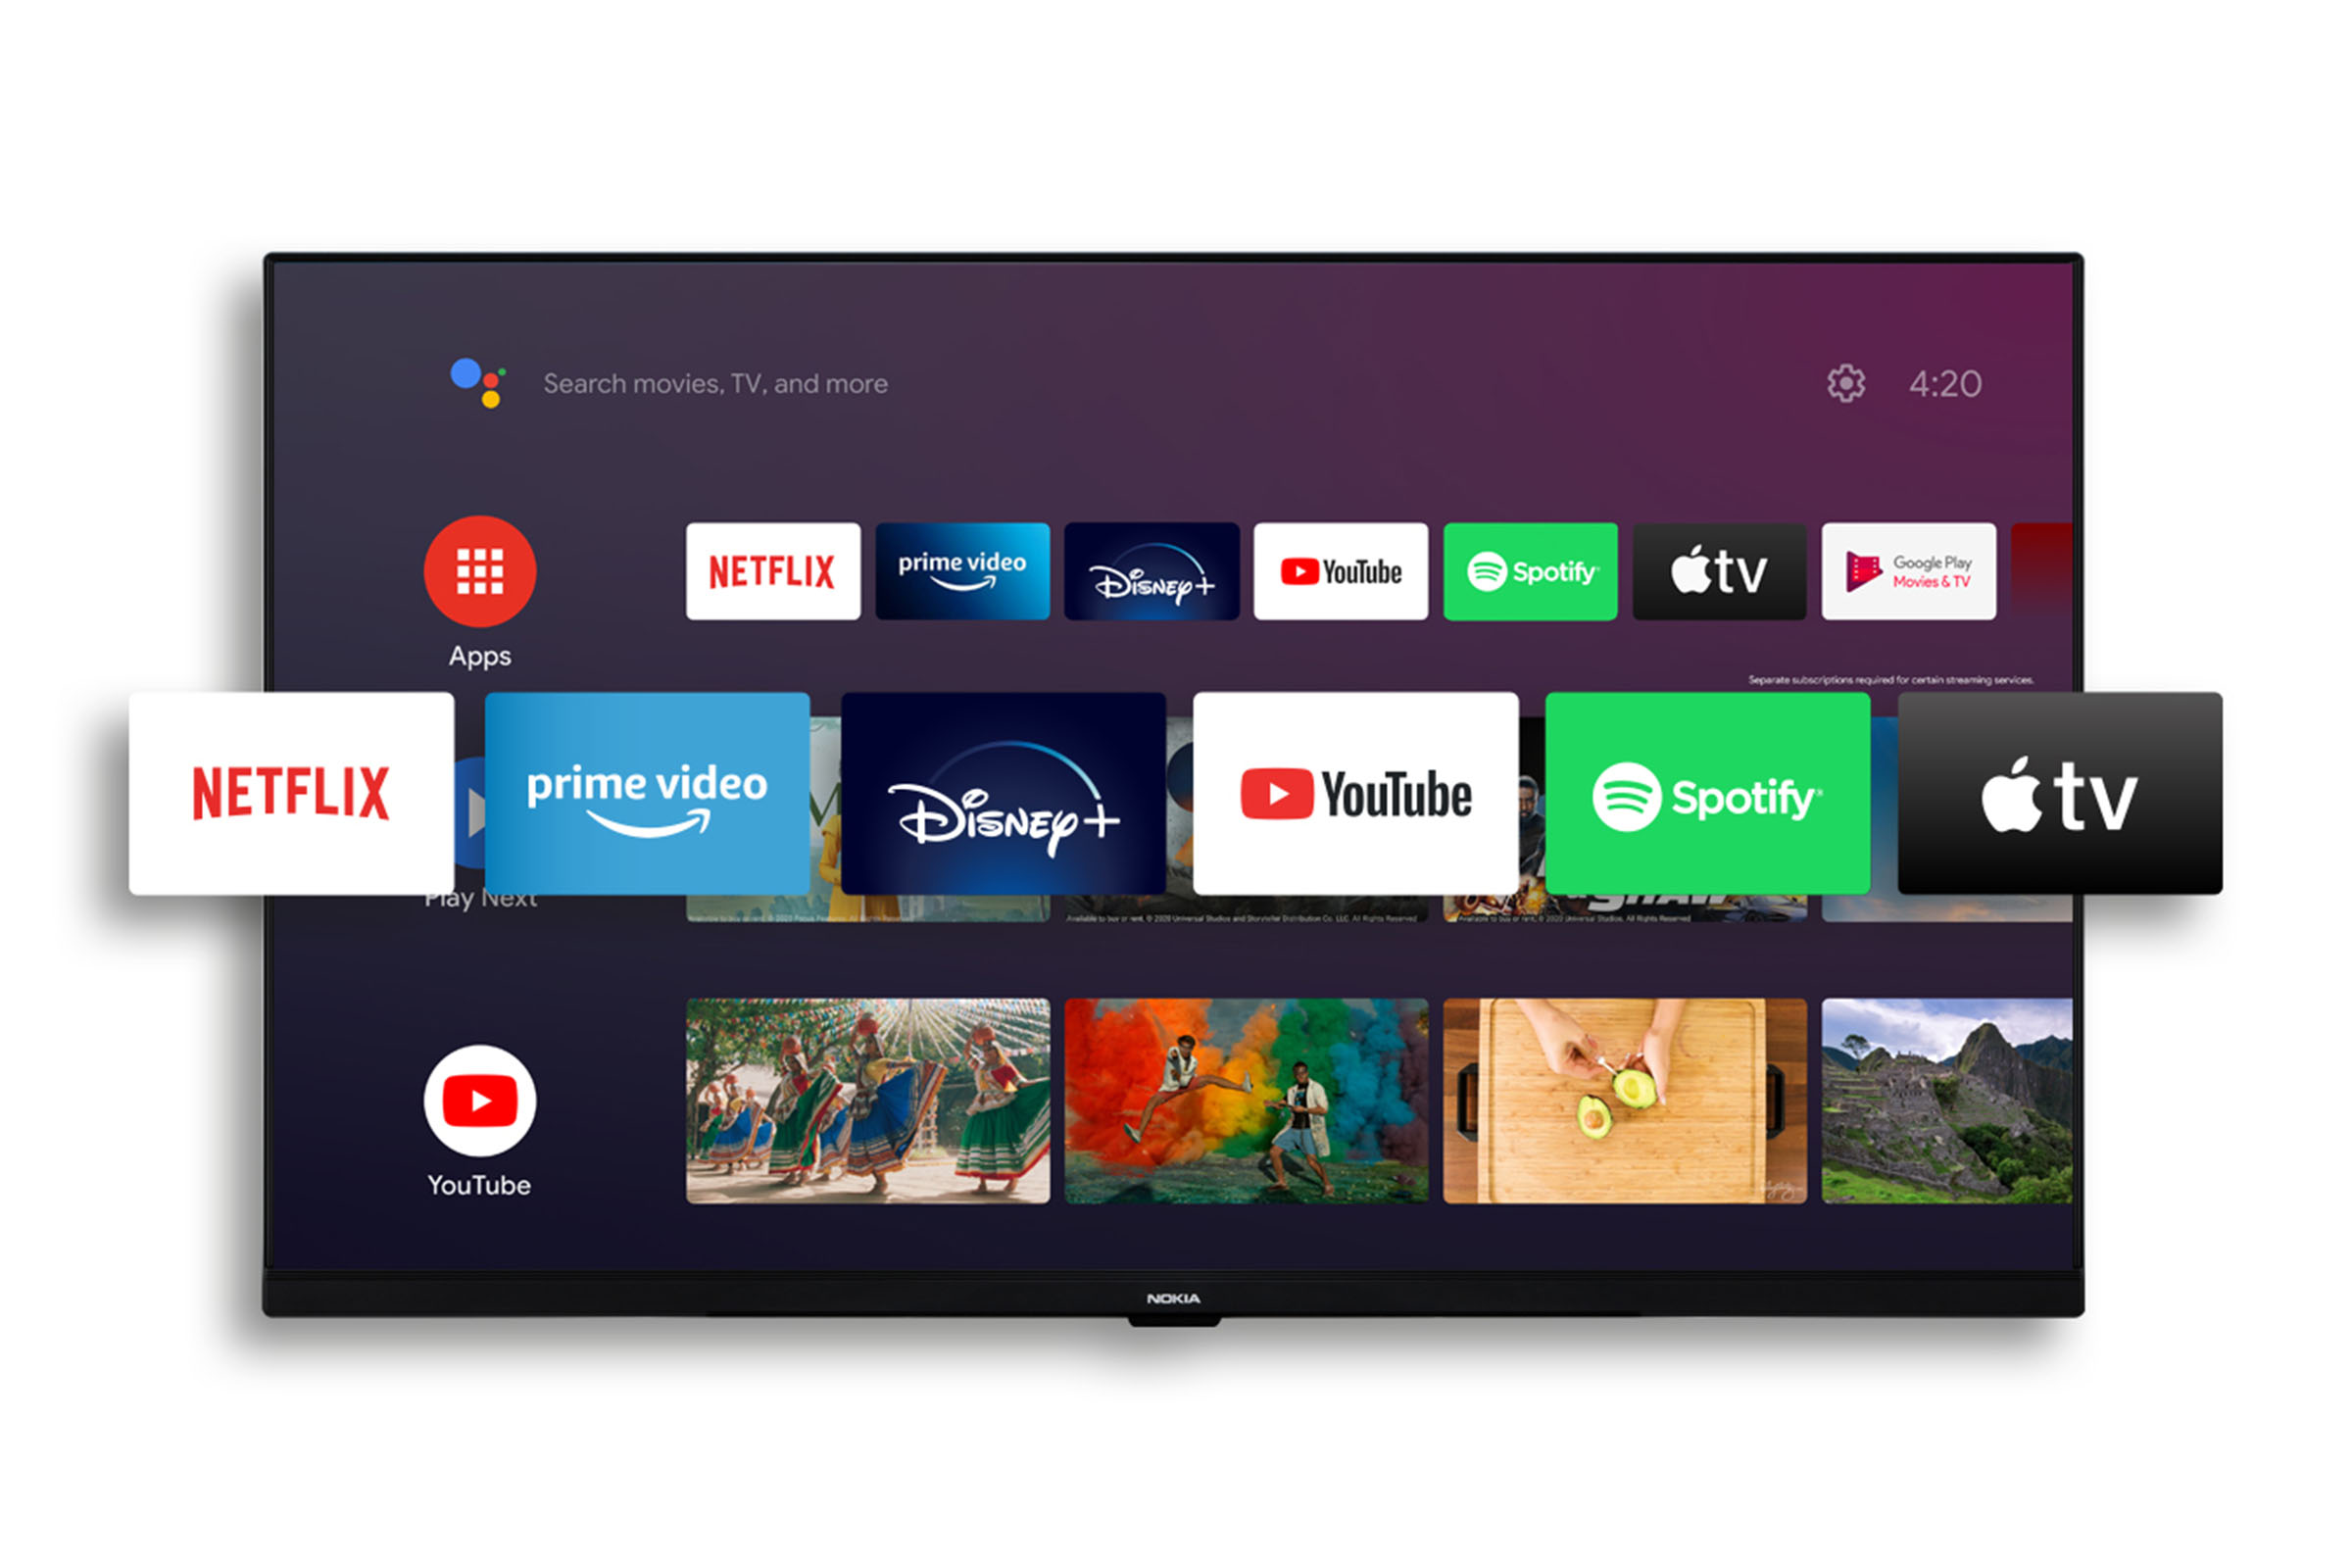 Search movies, TV, and more
4:20
NETFLIX
prime video
Disney+
YouTube
Spotify
tv
Google Play
Movies & TV
Apps
Separate subscriptions required for certain streaming services.
NETFLIX
prime video
Disney+
YouTube
Spotify
tv
Play Next
Available to buy or rent. © 2020 Universal Studios and Storyteller Distribution Co., LLC. All Rights Reserved
Available to buy or rent. © 2020 Universal Studios. All Rights Reserved
YouTube
NOKIA